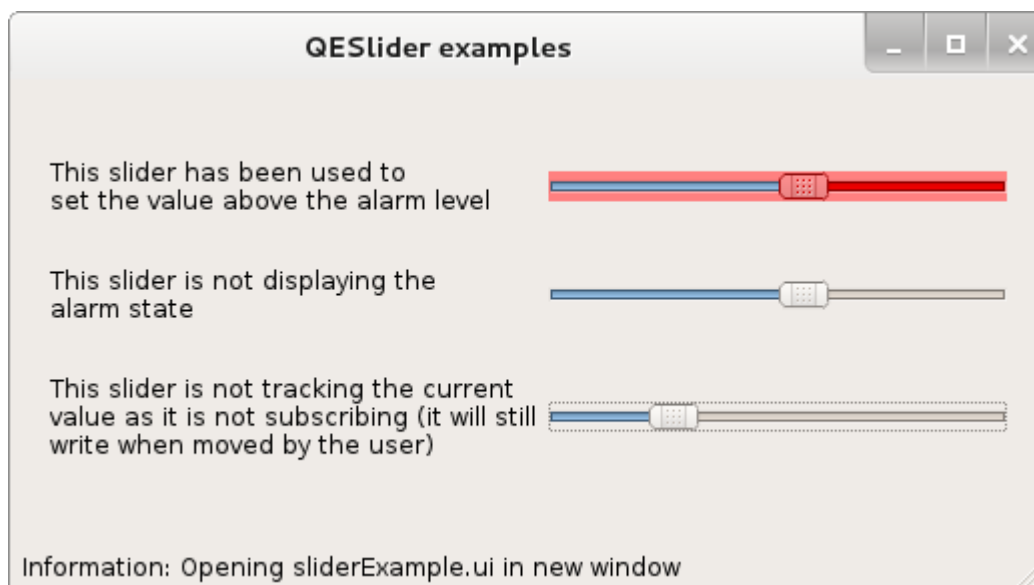 QESlider examples
This slider has been used to
set the value above the alarm level
This slider is not displaying the
alarm state
This slider is not tracking the current
value as it is not subscribing (it will still
write when moved by the user)
Information: Opening sliderExample.ui in new window